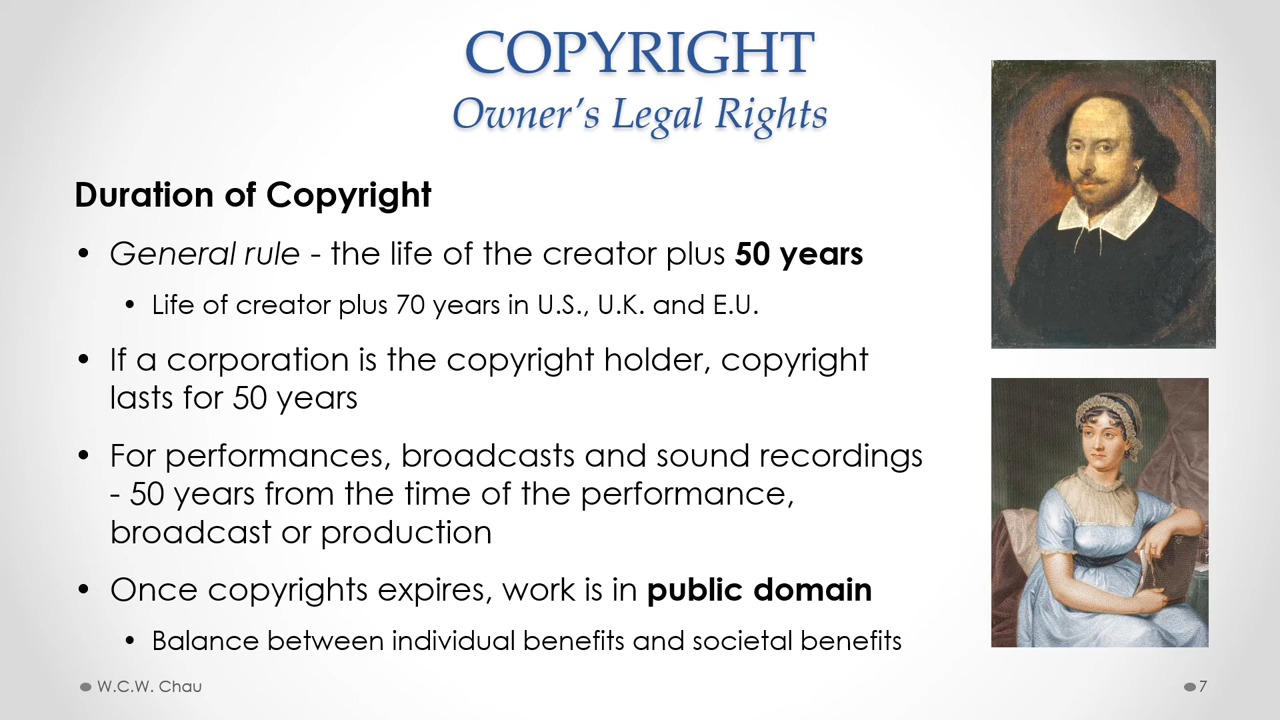 COPYRIGHT
Owner's Legal Rights
Duration of Copyright
• General rule - the life of the creator plus 50 years
• Life of creator plus 70 years in U.S., U.K. and E.U.
• If a corporation is the copyright holder, copyright
lasts for 50 years
• For performances, broadcasts and sound recordings
- 50 years from the time of the performance,
broadcast or production
• Once copyrights expires, work is in public domain
• Balance between individual benefits and societal benefits
W.C.W. Chau
7